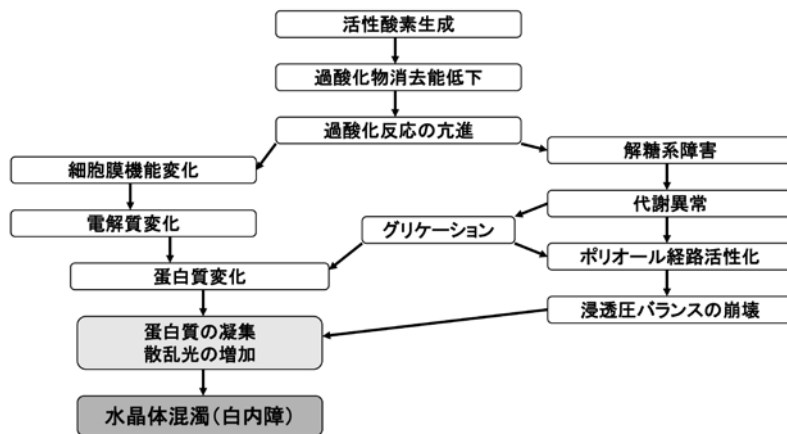 活性酸素生成
過酸化物消去能低下
過酸化反応の亢進
細胞膜機能変化
解糖系障害
電解質変化
代謝異常
グリケーション
蛋白質変化
ポリオール経路活性化
浸透圧バランスの崩壊
蛋白質の凝集
散乱光の増加
水晶体混濁（白内障）